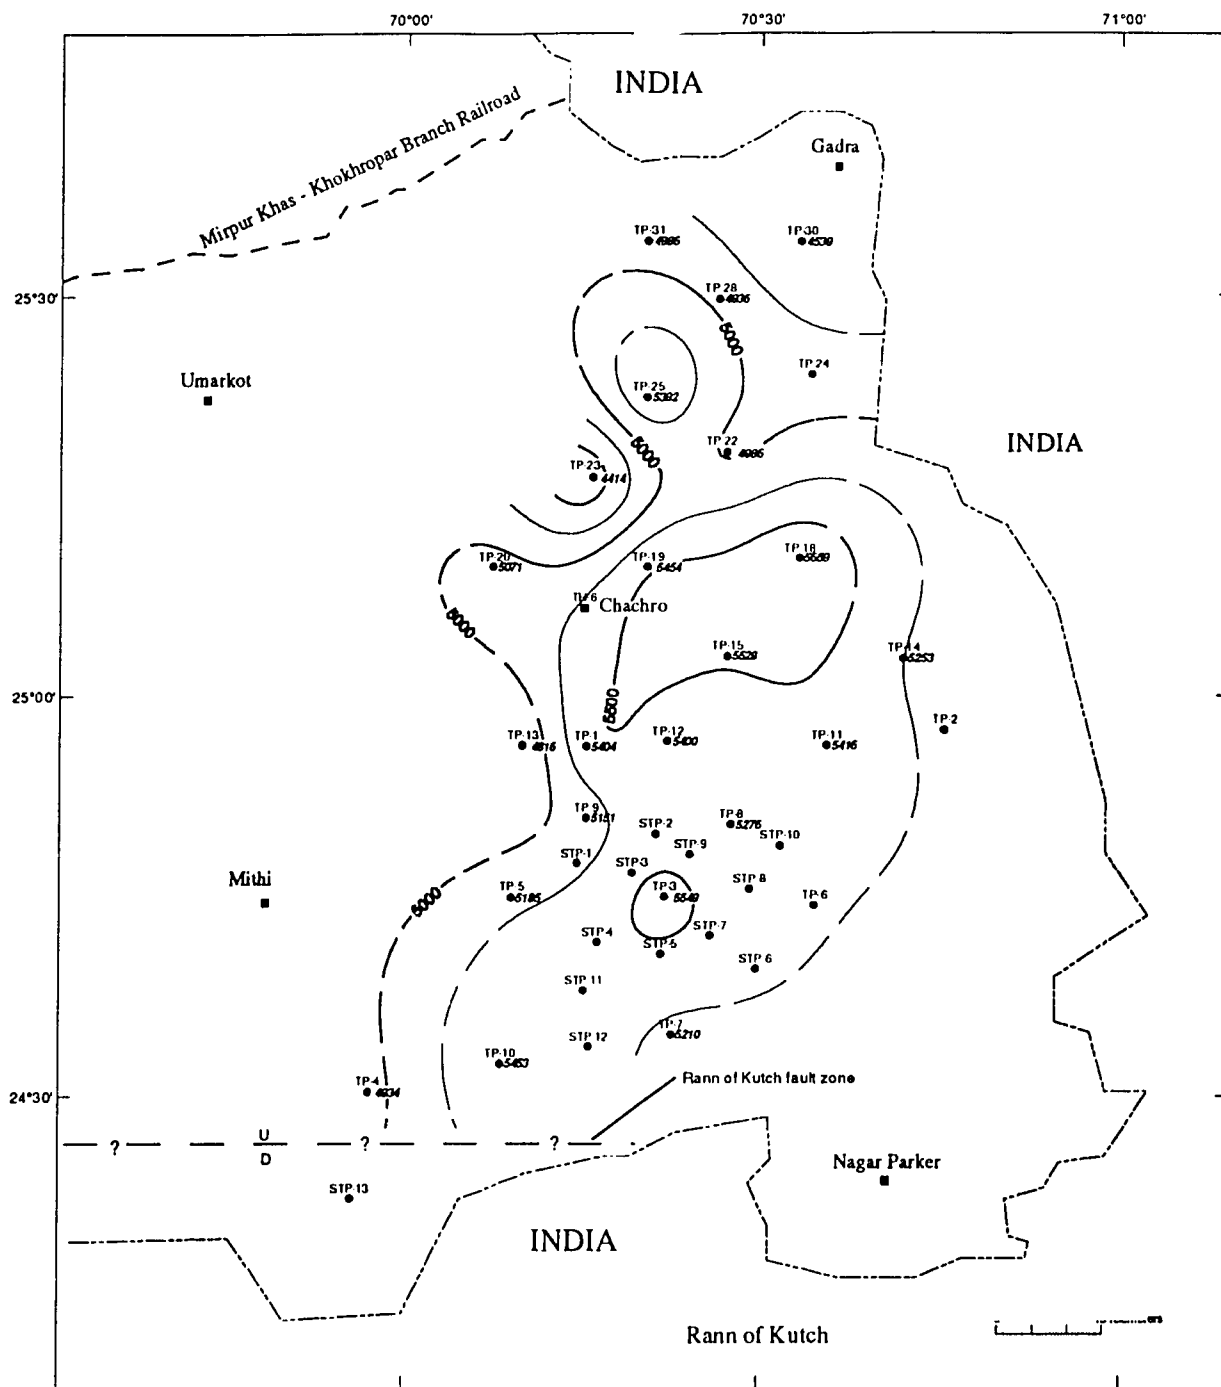 70°00'
70°30'
71°00'
INDIA
Mirpur Khas - Khokhropar Branch Railroad
Gadra
TP-31
4986
TP-30
4539
TP 28
4936
25°30'
5000
TP-24
Umarkot
TP-25
5382
INDIA
TP-22
4986
5000
TP-23
4414
TP-20
5071
TP-19
5454
TP-18
5559
Chachro
5000
TP-15
5528
TP-14
5253
25°00'
5500
TP-2
TP-13
4816
TP-1
5404
TP-12
5400
TP-11
5416
TP 9
5151
STP-2
TP-8
5276
STP-10
STP-9
STP-1
STP-3
Mithi
TP-5
5185
TP-3
5549
STP 8
TP-6
5000
STP-4
STP-7
STP-5
STP 6
STP 11
TP-7
5210
STP 12
TP-10
5453
TP-4
4934
Rann of Kutch fault zone
24°30'
U
? ? ?
D
STP-13
Nagar Parker
INDIA
Rann of Kutch